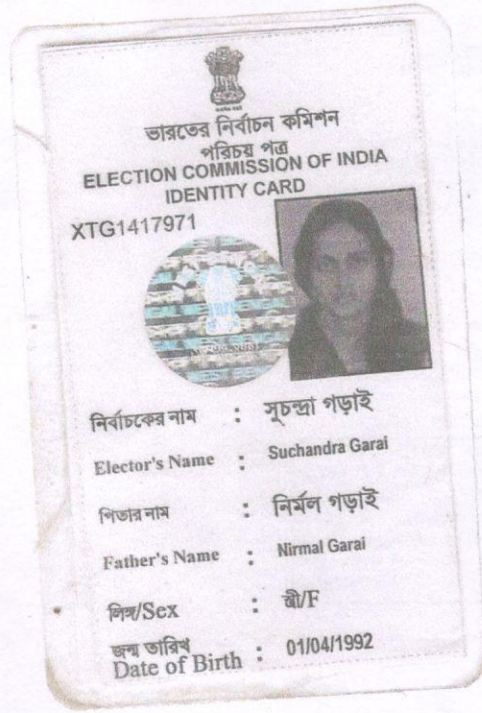 ভারতের নির্বাচন কমিশন
পরিচয় পত্র
ELECTION COMMISSION OF INDIA
IDENTITY CARD
XTG1417971
নির্বাচকের নাম : সুচন্দ্রা গড়াই
Elector's Name : Suchandra Garai
পিতার নাম : নির্মল গড়াই
Father's Name : Nirmal Garai
লিঙ্গ/Sex : স্ত্রী/F
জন্ম তারিখ
Date of Birth : 01/04/1992